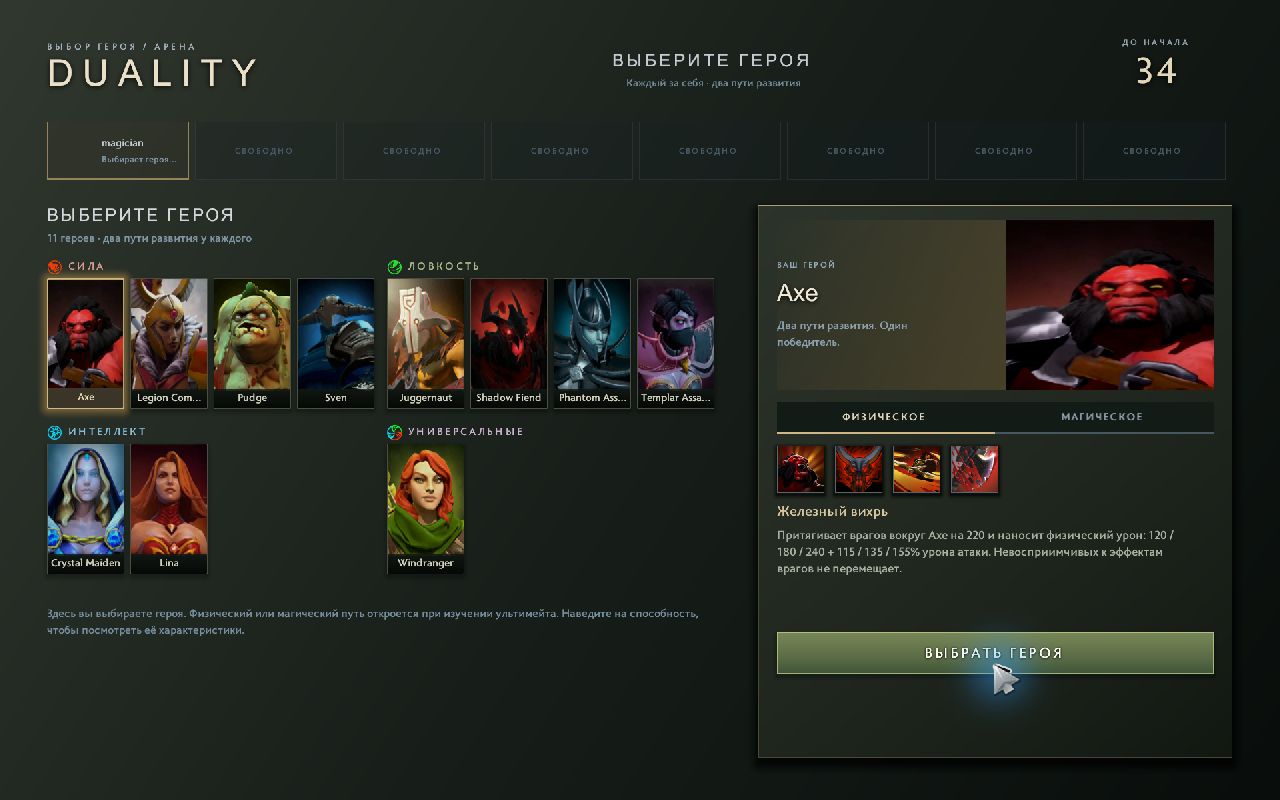 ВЫБОР ГЕРОЯ / АРЕНА
DUALITY
ВЫБЕРИТЕ ГЕРОЯ
Каждый за себя · два пути развития
ДО НАЧАЛА
34
magician
Выбирает героя...
СВОБОДНО
СВОБОДНО
СВОБОДНО
СВОБОДНО
СВОБОДНО
СВОБОДНО
СВОБОДНО
ВЫБЕРИТЕ ГЕРОЯ
11 героев · два пути развития у каждого
СИЛА
Axe
Legion Com...
Pudge
Sven
ЛОВКОСТЬ
Juggernaut
Shadow Fiend
Phantom Ass...
Templar Assa...
ИНТЕЛЛЕКТ
Crystal Maiden
Lina
УНИВЕРСАЛЬНЫЕ
Windranger
Здесь вы выбираете героя. Физический или магический путь откроется при изучении ультимейта. Наведите на способность,
чтобы посмотреть её характеристики.
ВАШ ГЕРОЙ
Axe
Два пути развития. Один
победитель.
ФИЗИЧЕСКОЕ
МАГИЧЕСКОЕ
Железный вихрь
Притягивает врагов вокруг Axe на 220 и наносит физический урон: 120 /
180 / 240 + 115 / 135 / 155% урона атаки. Невосприимчивых к эффектам
врагов не перемещает.
ВЫБРАТЬ ГЕРОЯ